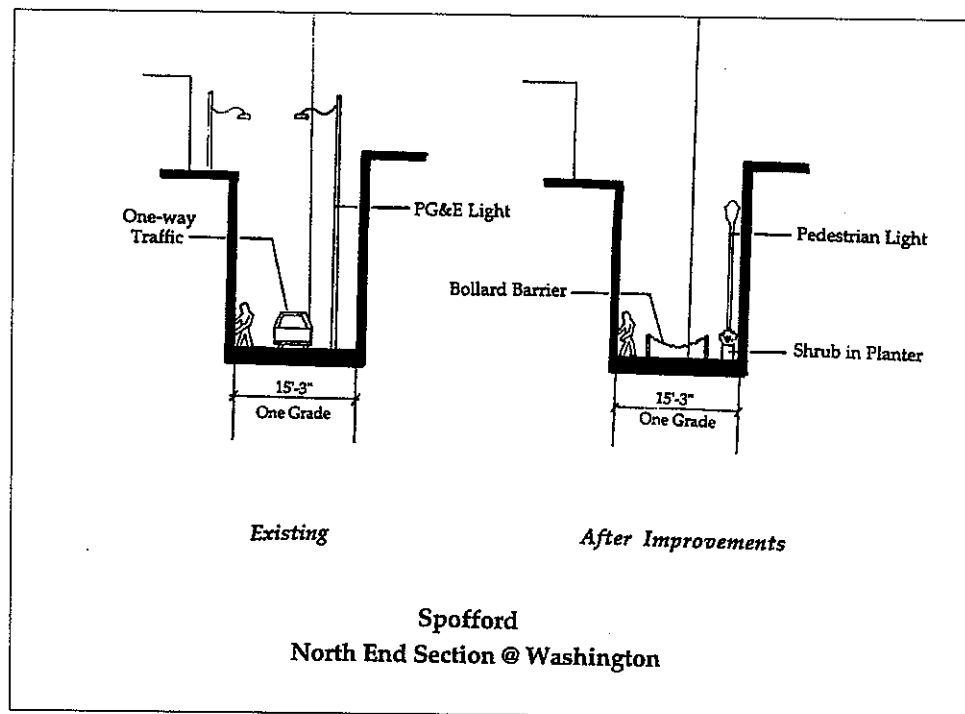 One-way
Traffic
PG&E Light
15'-3"
One Grade
Existing
Bollard Barrier
Pedestrian Light
Shrub in Planter
15'-3"
One Grade
After Improvements
Spofford
North End Section @ Washington